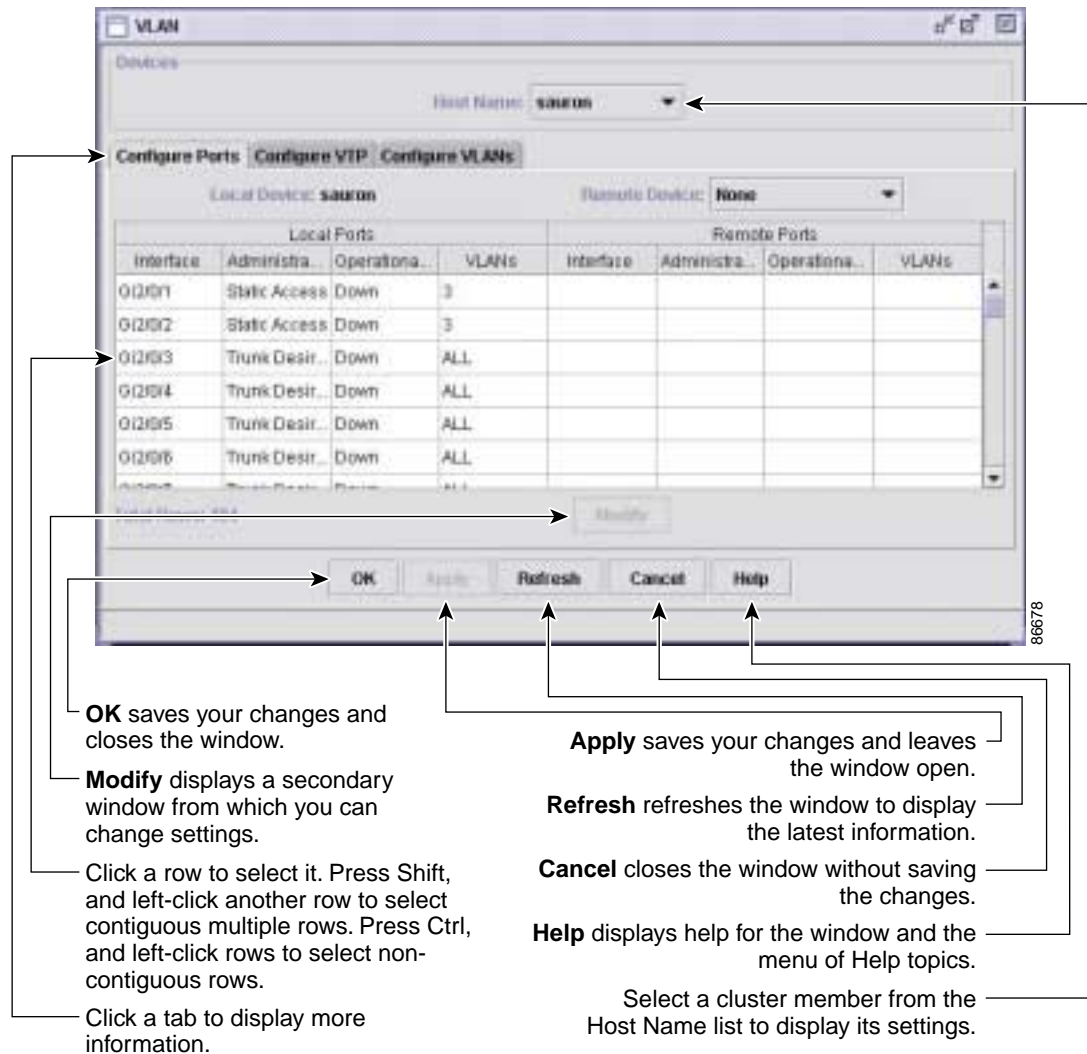 VLAN
Devices
Host Name: sauron
Configure Ports Configure VTP Configure VLANs
Local Device: sauron Remote Device: None
Local Ports Remote Ports
Interface Administra... Operationa... VLANs Interface Administra... Operationa... VLANs
Gi2/0/1 Static Access Down 3
Gi2/0/2 Static Access Down 3
Gi2/0/3 Trunk Desir... Down ALL
Gi2/0/4 Trunk Desir... Down ALL
Gi2/0/5 Trunk Desir... Down ALL
Gi2/0/6 Trunk Desir... Down ALL
Modify
OK Apply Refresh Cancel Help
86678
OK saves your changes and
closes the window.
Modify displays a secondary
window from which you can
change settings.
Click a row to select it. Press Shift,
and left-click another row to select
contiguous multiple rows. Press Ctrl,
and left-click rows to select non-
contiguous rows.
Click a tab to display more
information.
Apply saves your changes and leaves
the window open.
Refresh refreshes the window to display
the latest information.
Cancel closes the window without saving
the changes.
Help displays help for the window and the
menu of Help topics.
Select a cluster member from the
Host Name list to display its settings.